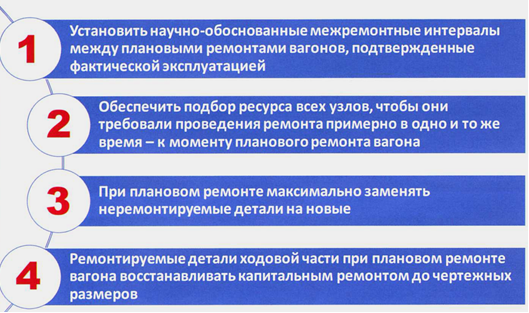 1
Установить научно-обоснованные межремонтные интервалы
между плановыми ремонтами вагонов, подтвержденные
фактической эксплуатацией
2
Обеспечить подбор ресурса всех узлов, чтобы они
требовали проведения ремонта примерно в одно и то же
время – к моменту планового ремонта вагона
3
При плановом ремонте максимально заменять
неремонтируемые детали на новые
4
Ремонтируемые детали ходовой части при плановом ремонте
вагона восстанавливать капитальным ремонтом до чертежных
размеров